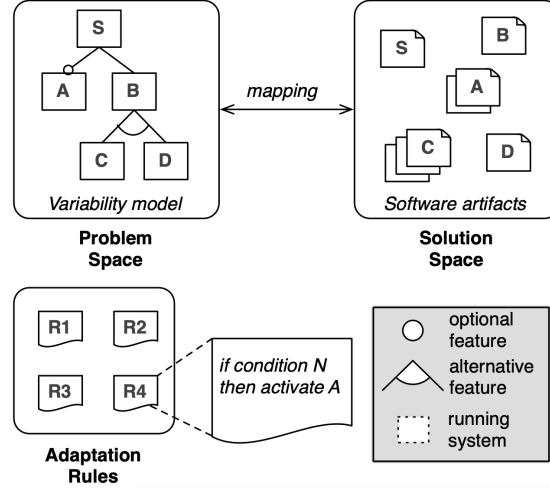 S
A
B
C
D
Variability model
Problem
Space
mapping
S
B
A
C
D
Software artifacts
Solution
Space
R1
R2
R3
R4
Adaptation
Rules
if condition N
then activate A
optional
feature
alternative
feature
running
system